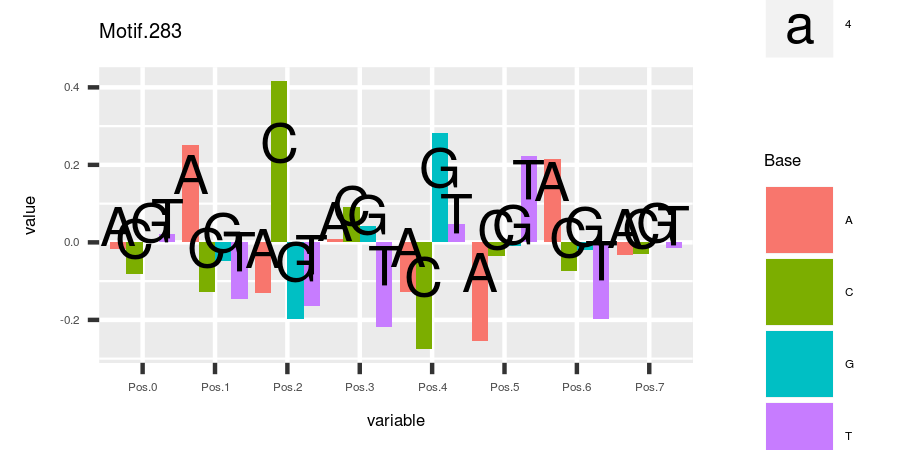 Motif.283
a 4
0.4
0.2
0.0
-0.2
value
A C G T A C G T A C G T A C G T A C G T A C G T A C G T A C G T
Pos.0 Pos.1 Pos.2 Pos.3 Pos.4 Pos.5 Pos.6 Pos.7
variable
Base
A
C
G
T